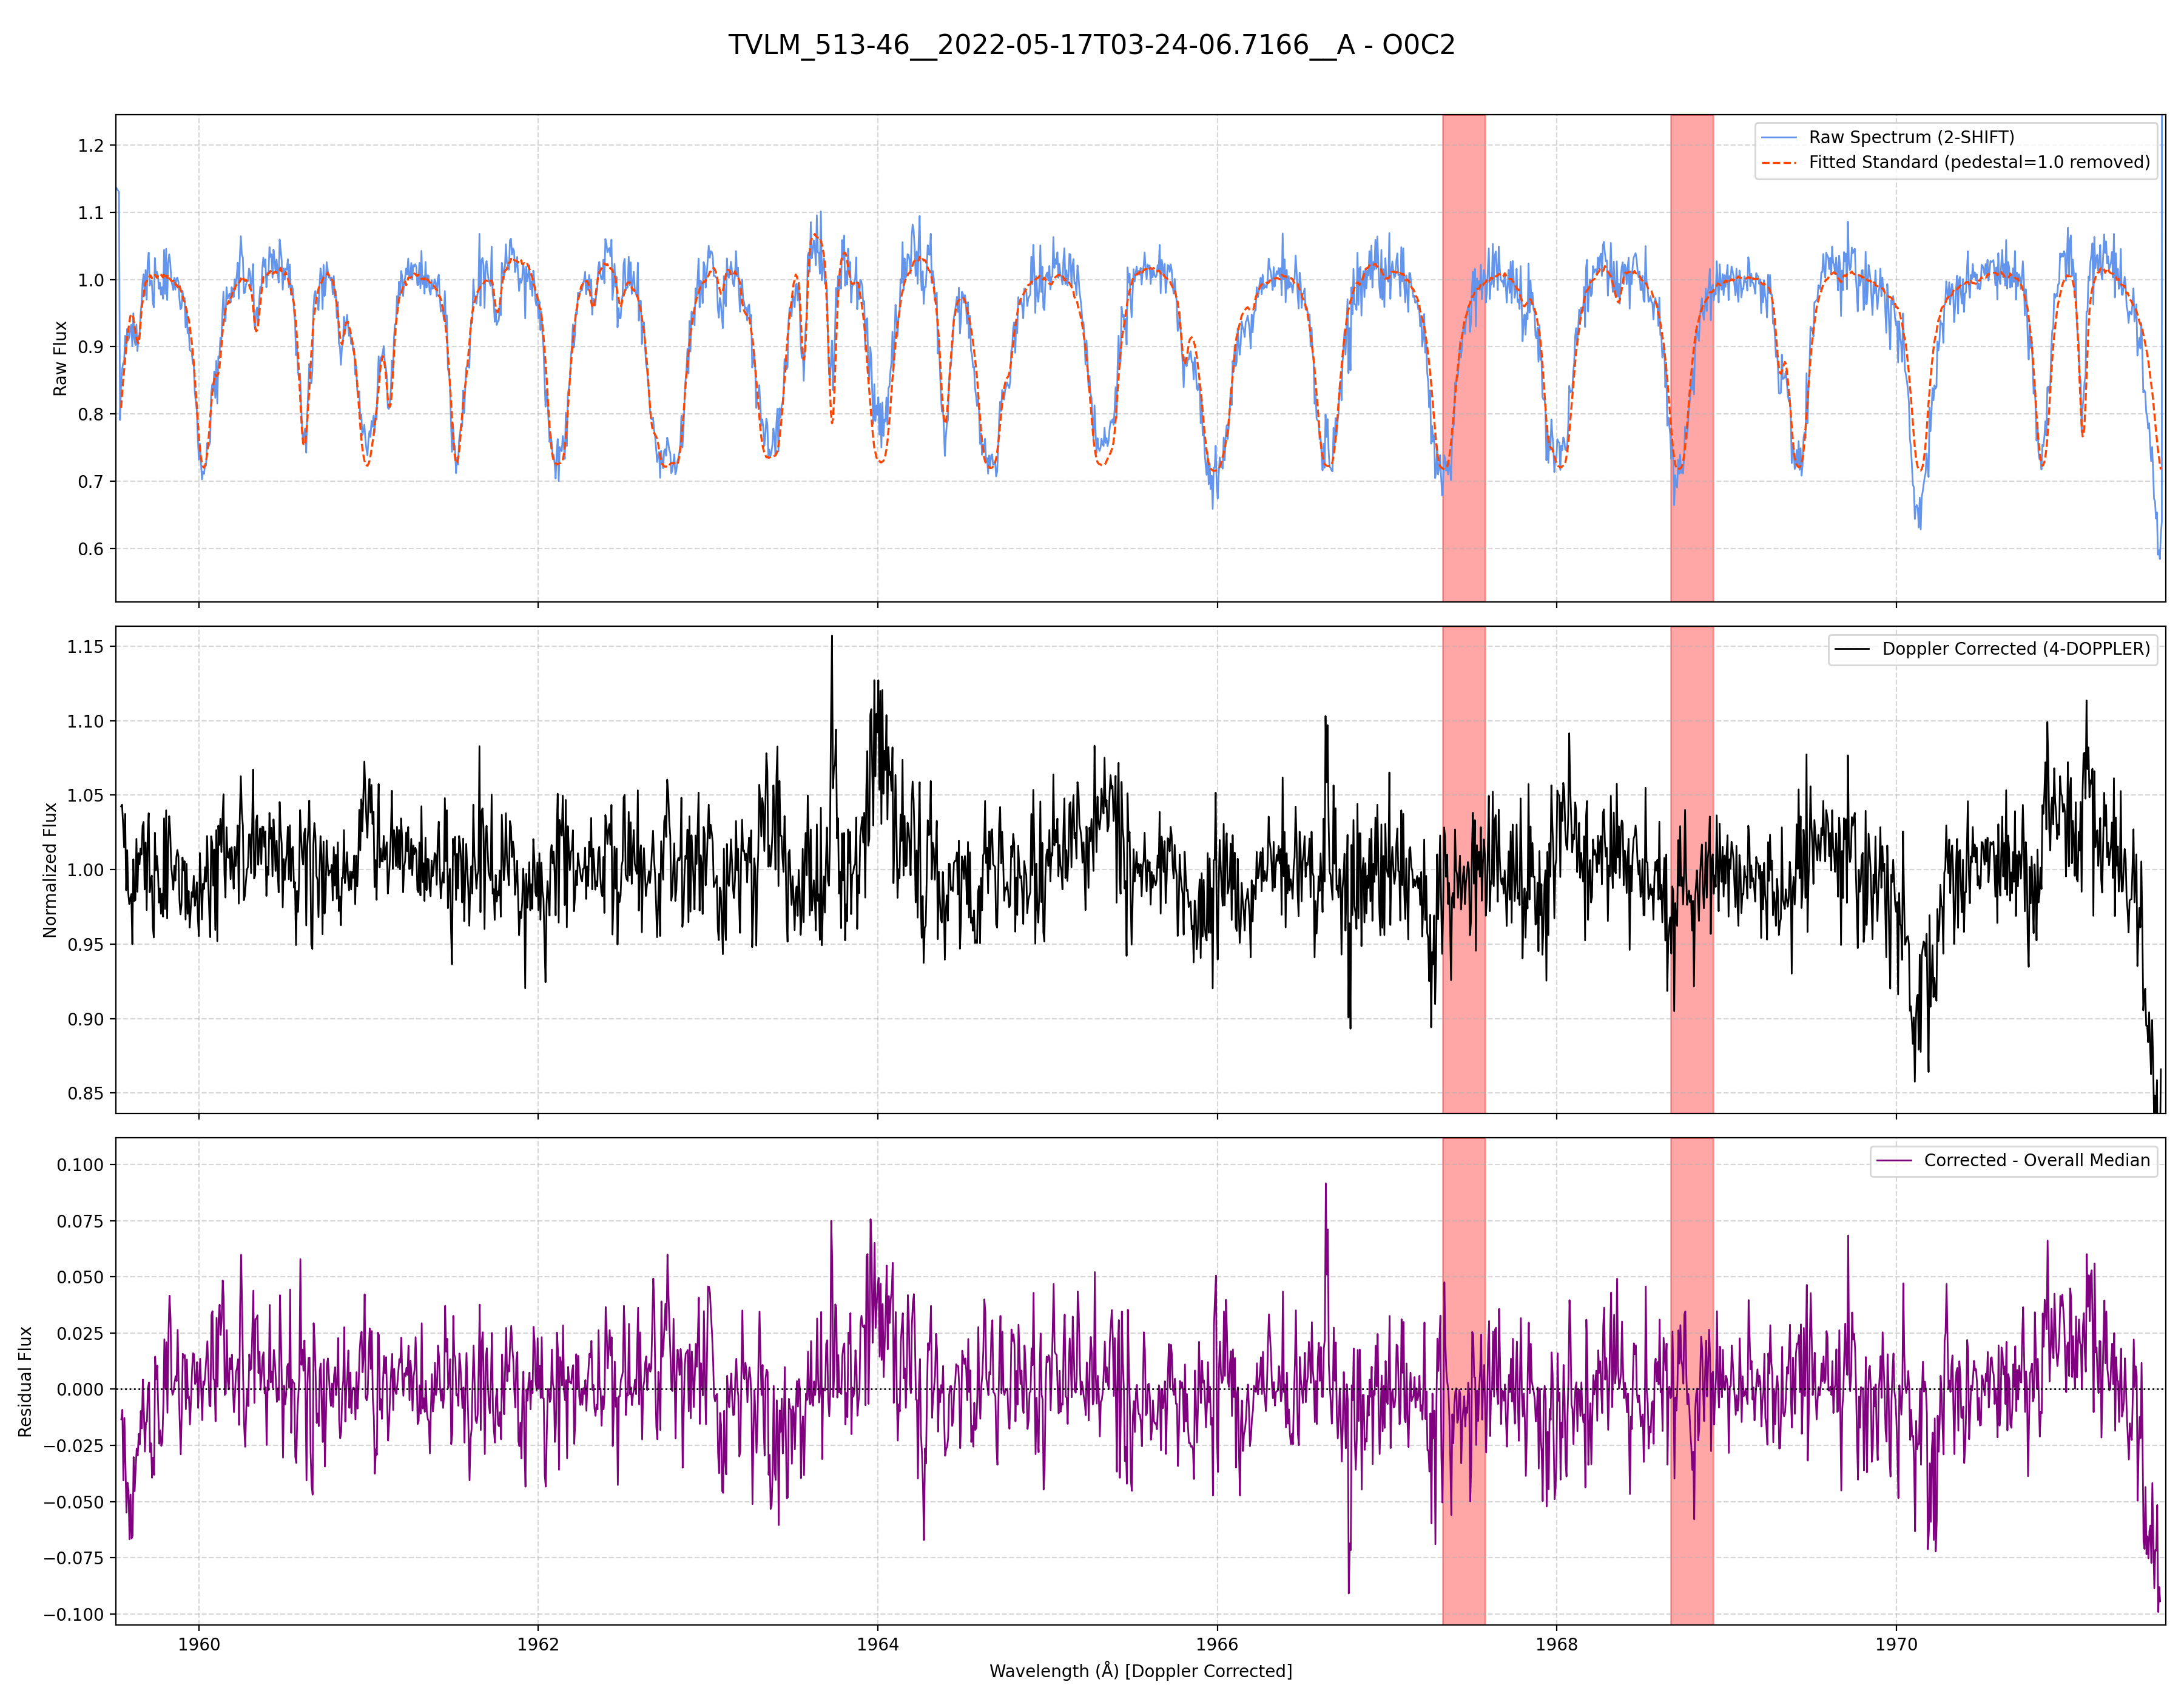 TVLM_513-46__2022-05-17T03-24-06.7166__A - O0C2
Raw Spectrum (2-SHIFT)
Fitted Standard (pedestal=1.0 removed)
Raw Flux
1.2
1.1
1.0
0.9
0.8
0.7
0.6
Doppler Corrected (4-DOPPLER)
Normalized Flux
1.15
1.10
1.05
1.00
0.95
0.90
0.85
Corrected - Overall Median
Residual Flux
0.100
0.075
0.050
0.025
0.000
−0.025
−0.050
−0.075
−0.100
1960 1962 1964 1966 1968 1970
Wavelength (Å) [Doppler Corrected]